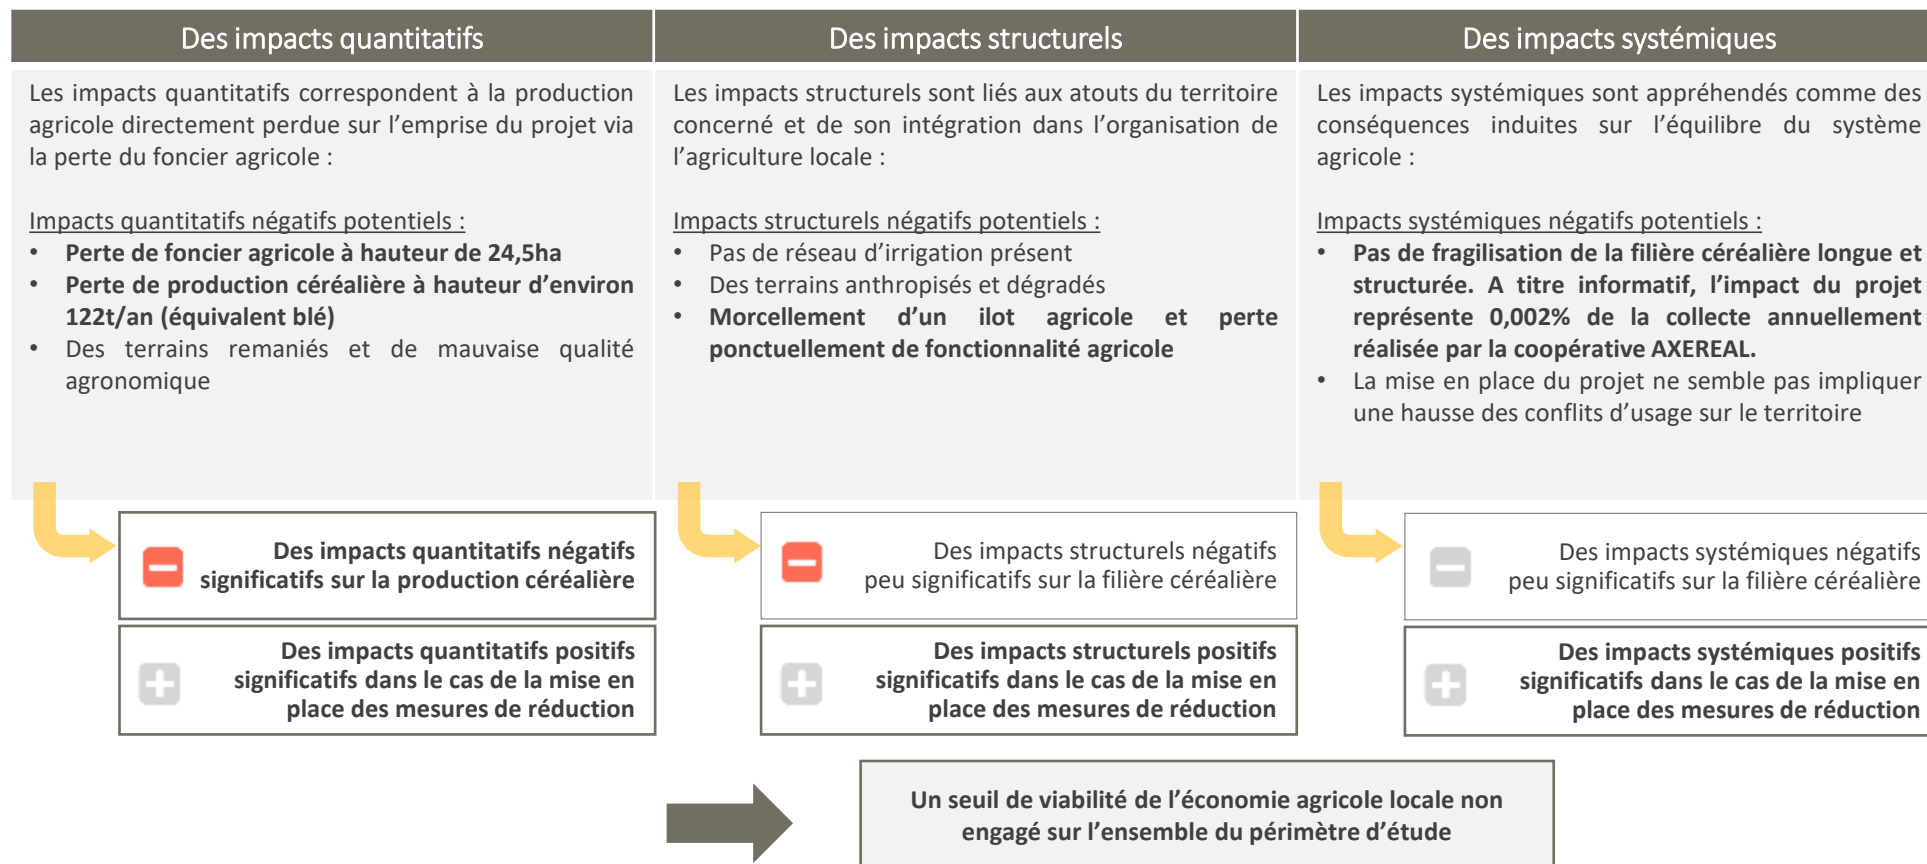 Des impacts quantitatifs
Les impacts quantitatifs correspondent à la production
agricole directement perdue sur l’emprise du projet via
la perte du foncier agricole :
Impacts quantitatifs négatifs potentiels :
• Perte de foncier agricole à hauteur de 24,5ha
• Perte de production céréalière à hauteur d’environ
122t/an (équivalent blé)
• Des terrains remaniés et de mauvaise qualité
agronomique
Des impacts quantitatifs négatifs
significatifs sur la production céréalière
Des impacts quantitatifs positifs
significatifs dans le cas de la mise en
place des mesures de réduction
Des impacts structurels
Les impacts structurels sont liés aux atouts du territoire
concerné et de son intégration dans l’organisation de
l’agriculture locale :
Impacts structurels négatifs potentiels :
• Pas de réseau d’irrigation présent
• Des terrains anthropisés et dégradés
• Morcellement d’un ilot agricole et perte
ponctuellement de fonctionnalité agricole
Des impacts structurels négatifs
peu significatifs sur la filière céréalière
Des impacts structurels positifs
significatifs dans le cas de la mise en
place des mesures de réduction
Des impacts systémiques
Les impacts systémiques sont appréhendés comme des
conséquences induites sur l’équilibre du système
agricole :
Impacts systémiques négatifs potentiels :
• Pas de fragilisation de la filière céréalière longue et
structurée. A titre informatif, l’impact du projet
représente 0,002% de la collecte annuellement
réalisée par la coopérative AXEREAL.
• La mise en place du projet ne semble pas impliquer
une hausse des conflits d’usage sur le territoire
Des impacts systémiques négatifs
peu significatifs sur la filière céréalière
Des impacts systémiques positifs
significatifs dans le cas de la mise en
place des mesures de réduction
Un seuil de viabilité de l’économie agricole locale non
engagé sur l’ensemble du périmètre d’étude